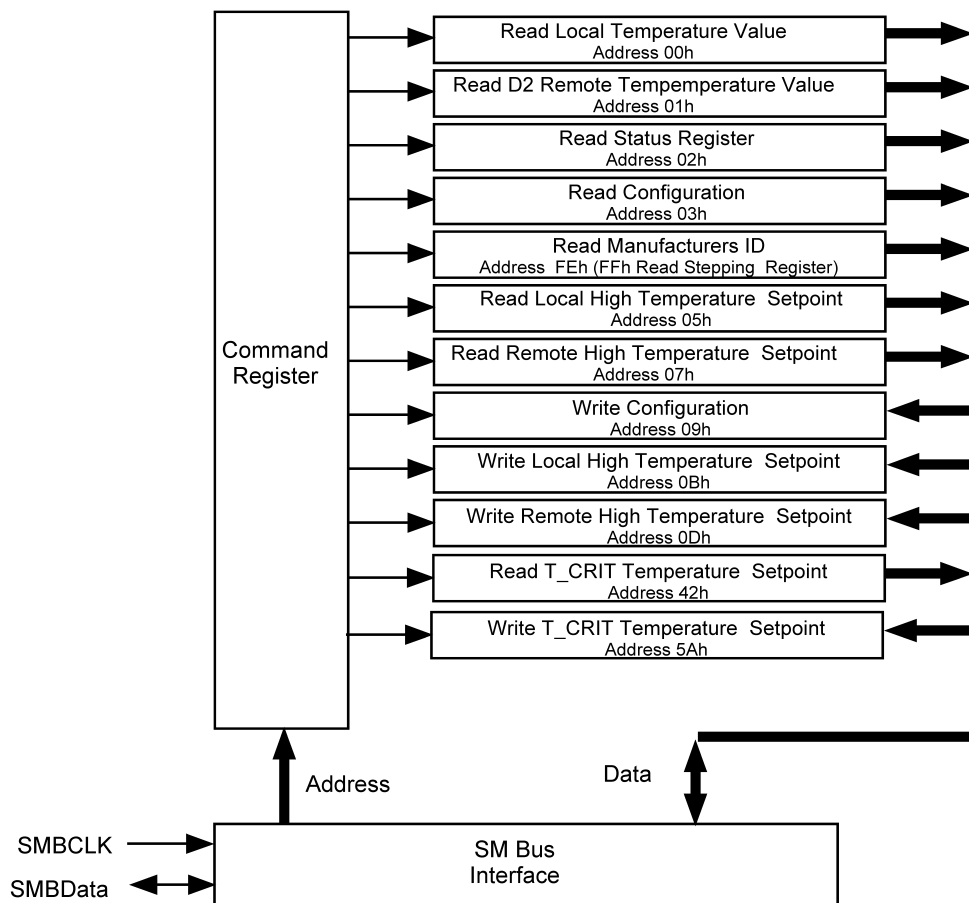 Read Local Temperature Value
Address 00h
Read D2 Remote Tempemperature Value
Address 01h
Read Status Register
Address 02h
Read Configuration
Address 03h
Read Manufacturers ID
Address FEh (FFh Read Stepping Register)
Read Local High Temperature Setpoint
Address 05h
Command
Register
Read Remote High Temperature Setpoint
Address 07h
Write Configuration
Address 09h
Write Local High Temperature Setpoint
Address 0Bh
Write Remote High Temperature Setpoint
Address 0Dh
Read T_CRIT Temperature Setpoint
Address 42h
Write T_CRIT Temperature Setpoint
Address 5Ah
Address
Data
SMBCLK
SMBData
SM Bus
Interface